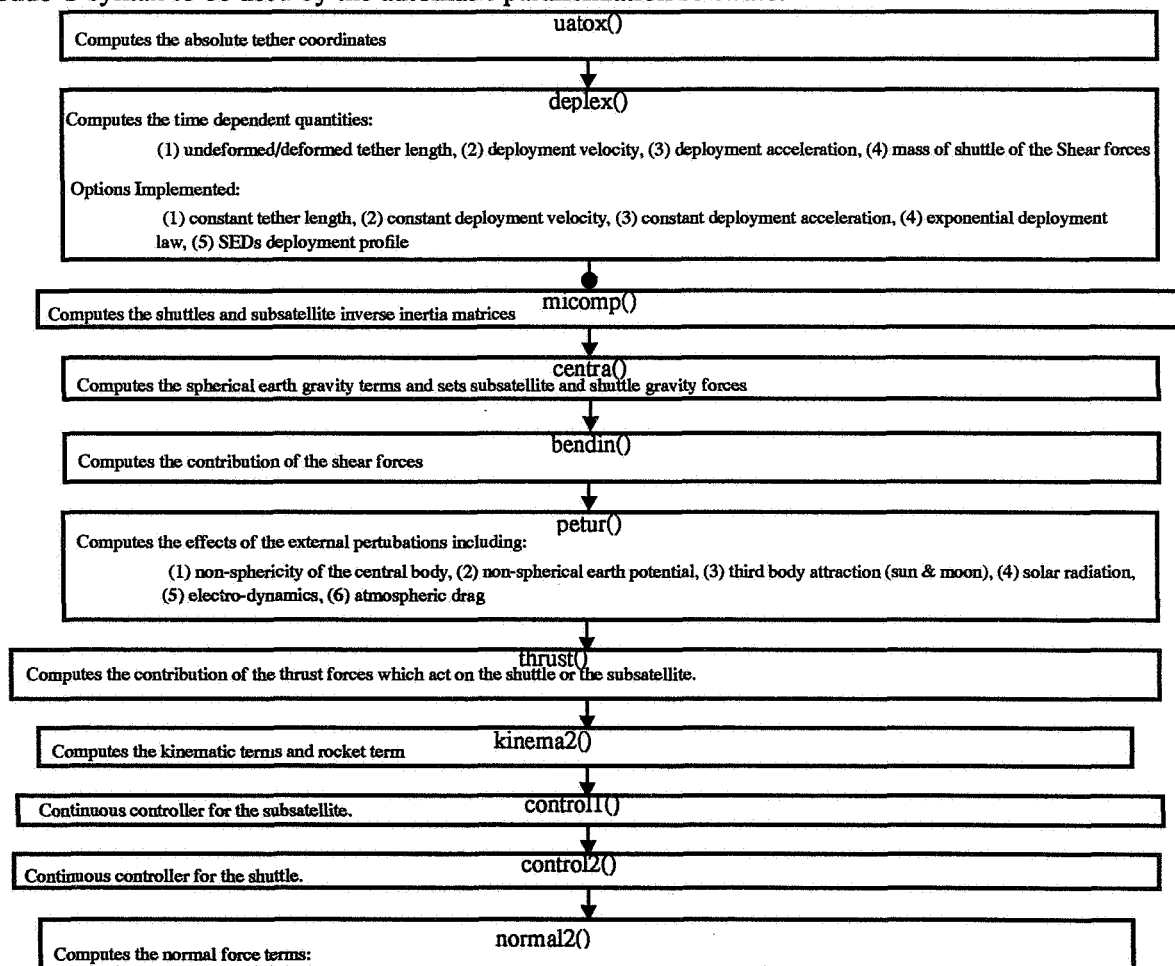 uatox()
Computes the absolute tether coordinates
deplex()
Computes the time dependent quantities:
(1) undeformed/deformed tether length, (2) deployment velocity, (3) deployment acceleration, (4) mass of shuttle of the Shear forces
Options Implemented:
(1) constant tether length, (2) constant deployment velocity, (3) constant deployment acceleration, (4) exponential deployment
law, (5) SEDs deployment profile
micomp()
Computes the shuttles and subsatellite inverse inertia matrices
centra()
Computes the spherical earth gravity terms and sets subsatellite and shuttle gravity forces
bendin()
Computes the contribution of the shear forces
petur()
Computes the effects of the external pertubations including:
(1) non-sphericity of the central body, (2) non-spherical earth potential, (3) third body attraction (sun & moon), (4) solar radiation,
(5) electro-dynamics, (6) atmospheric drag
thrust()
Computes the contribution of the thrust forces which act on the shuttle or the subsatellite.
kinema2()
Computes the kinematic terms and rocket term
control1()
Continuous controller for the subsatellite.
control2()
Continuous controller for the shuttle.
normal2()
Computes the normal force terms: